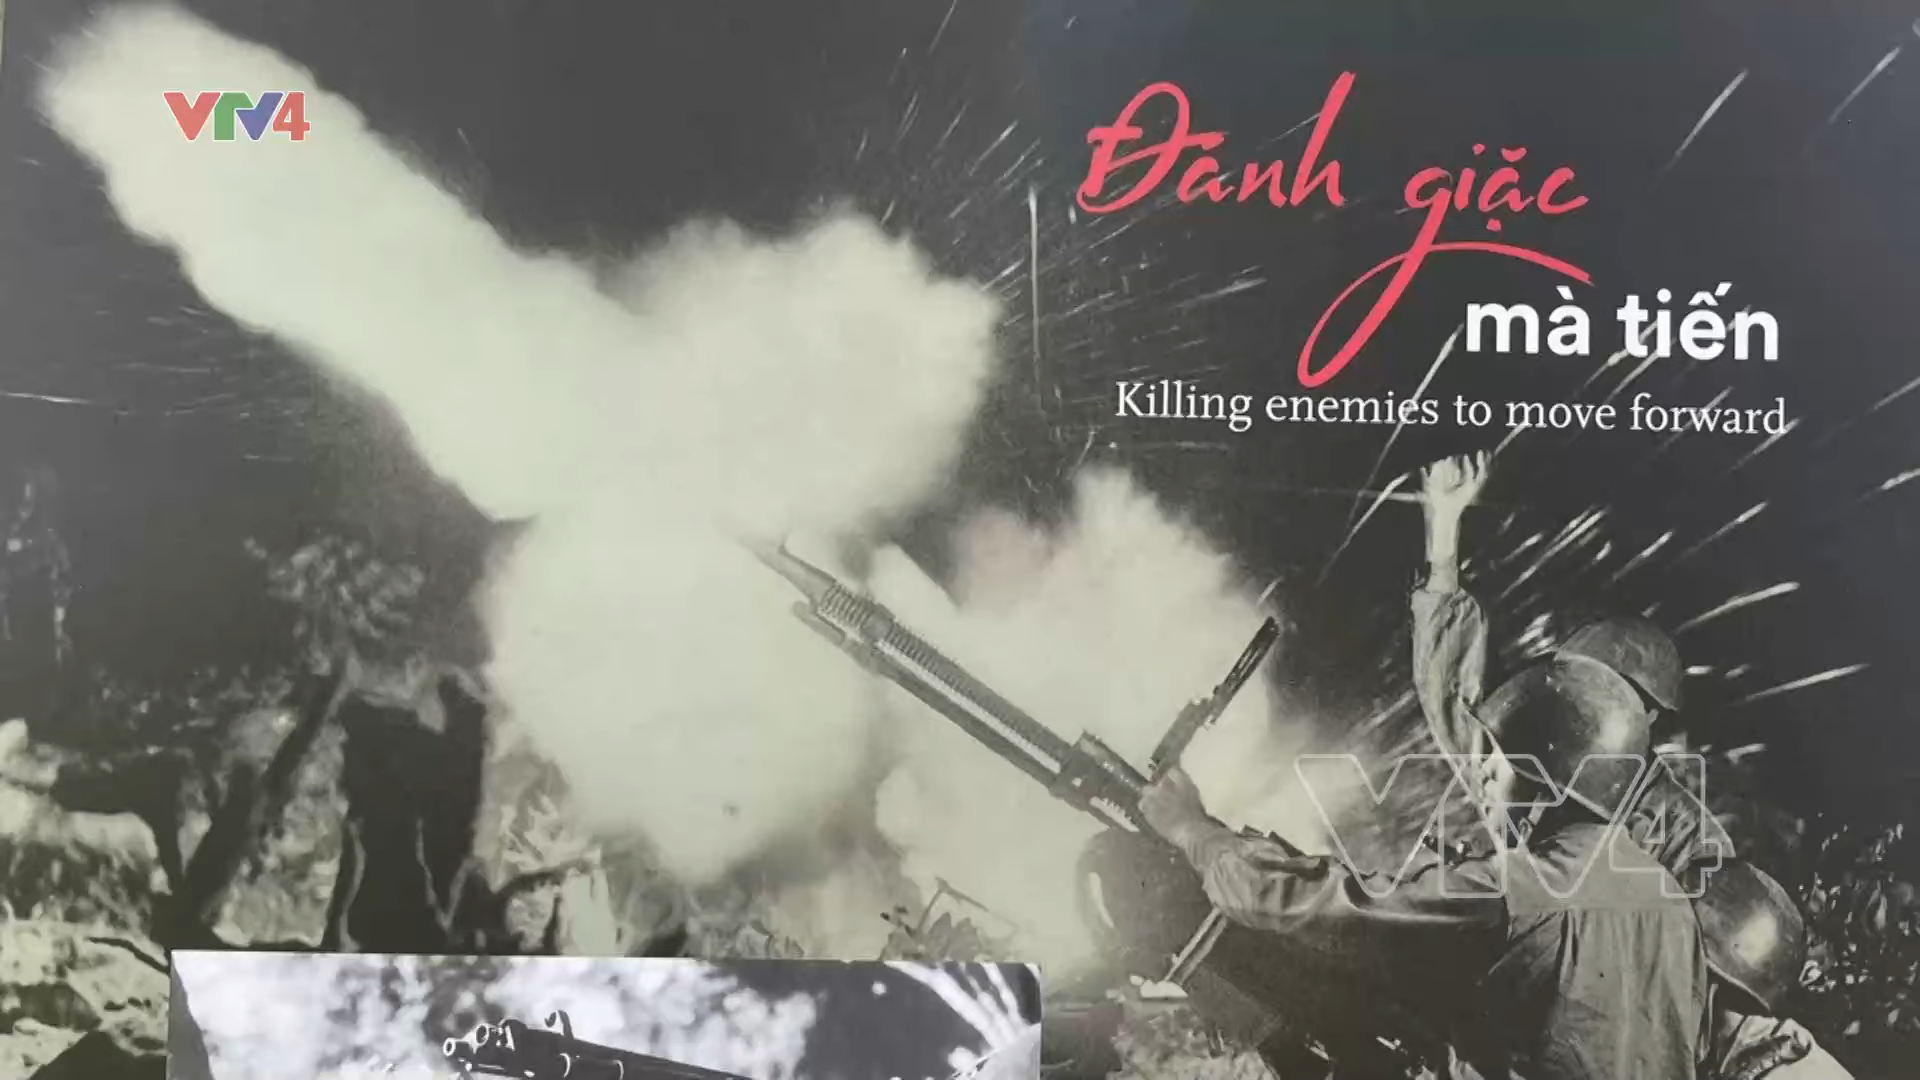 VTV4
Đánh giặc
mà tiến
Killing enemies to move forward
VTV4